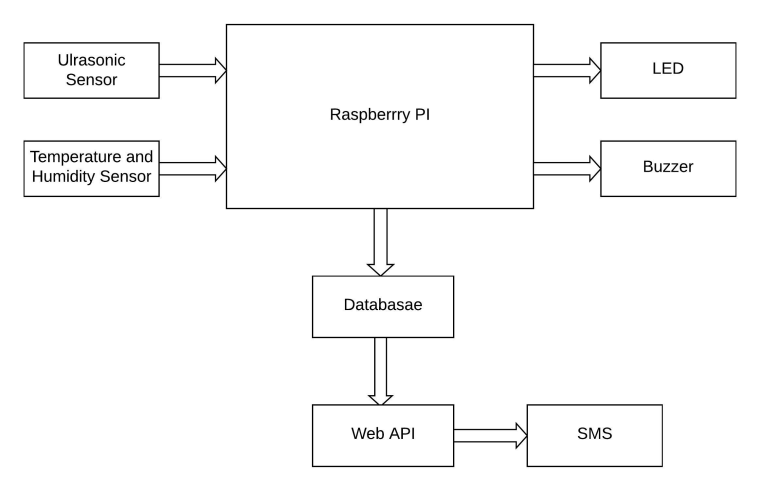 Ulrasonic
Sensor
Raspberrry PI
LED
Temperature and
Humidity Sensor
Buzzer
Databasae
Web API
SMS